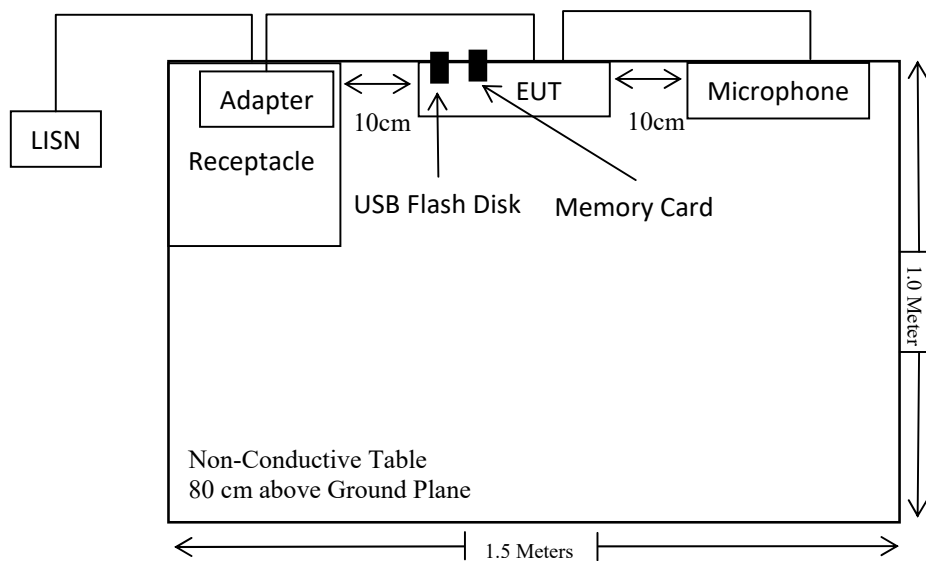 Adapter
EUT
Microphone
10cm
10cm
LISN
Receptacle
USB Flash Disk
Memory Card
1.0 Meter
Non-Conductive Table
80 cm above Ground Plane
1.5 Meters